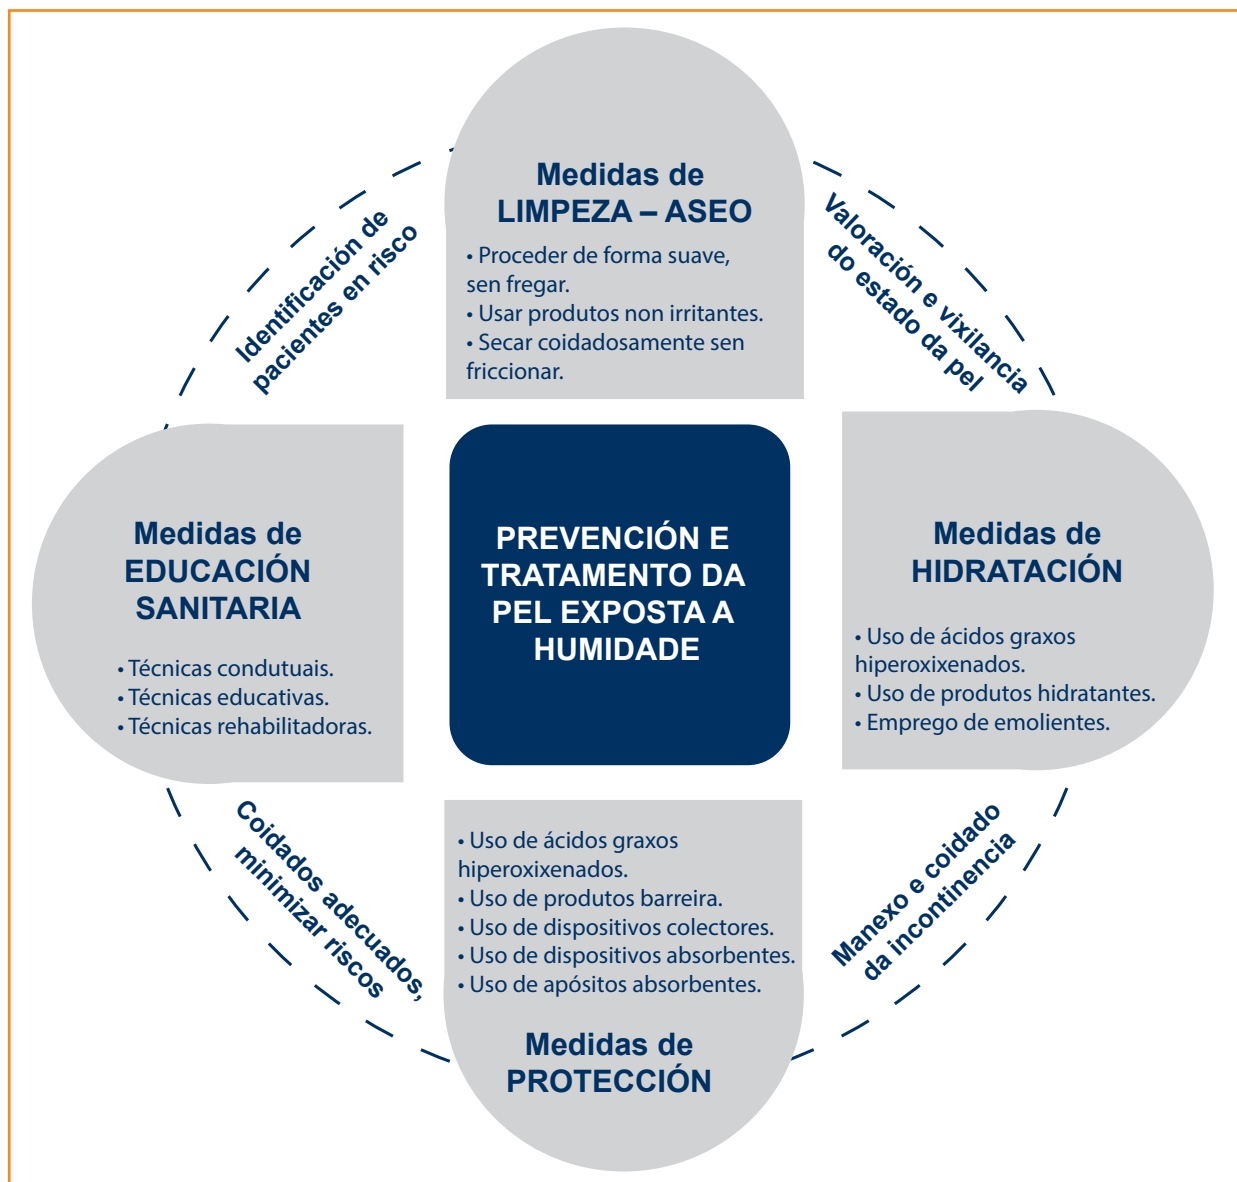 Medidas de
LIMPEZA – ASEO
• Proceder de forma suave,
sen fregar.
• Usar produtos non irritantes.
• Secar coidadosamente sen
friccionar.
Identificación de
pacientes en risco
Valoración e vixilancia
do estado da pel
Medidas de
EDUCACIÓN
SANITARIA
• Técnicas condutuais.
• Técnicas educativas.
• Técnicas rehabilitadoras.
PREVENCIÓN E
TRATAMENTO DA
PEL EXPOSTA A
HUMIDADE
Medidas de
HIDRATACIÓN
• Uso de ácidos graxos
hiperoxixenados.
• Uso de produtos hidratantes.
• Emprego de emolientes.
Coidados adecuados,
minimizar riscos
• Uso de ácidos graxos
hiperoxixenados.
• Uso de produtos barreira.
• Uso de dispositivos colectores.
• Uso de dispositivos absorbentes.
• Uso de apósitos absorbentes.
Medidas de
PROTECCIÓN
Manexo e coidado
da incontinencia